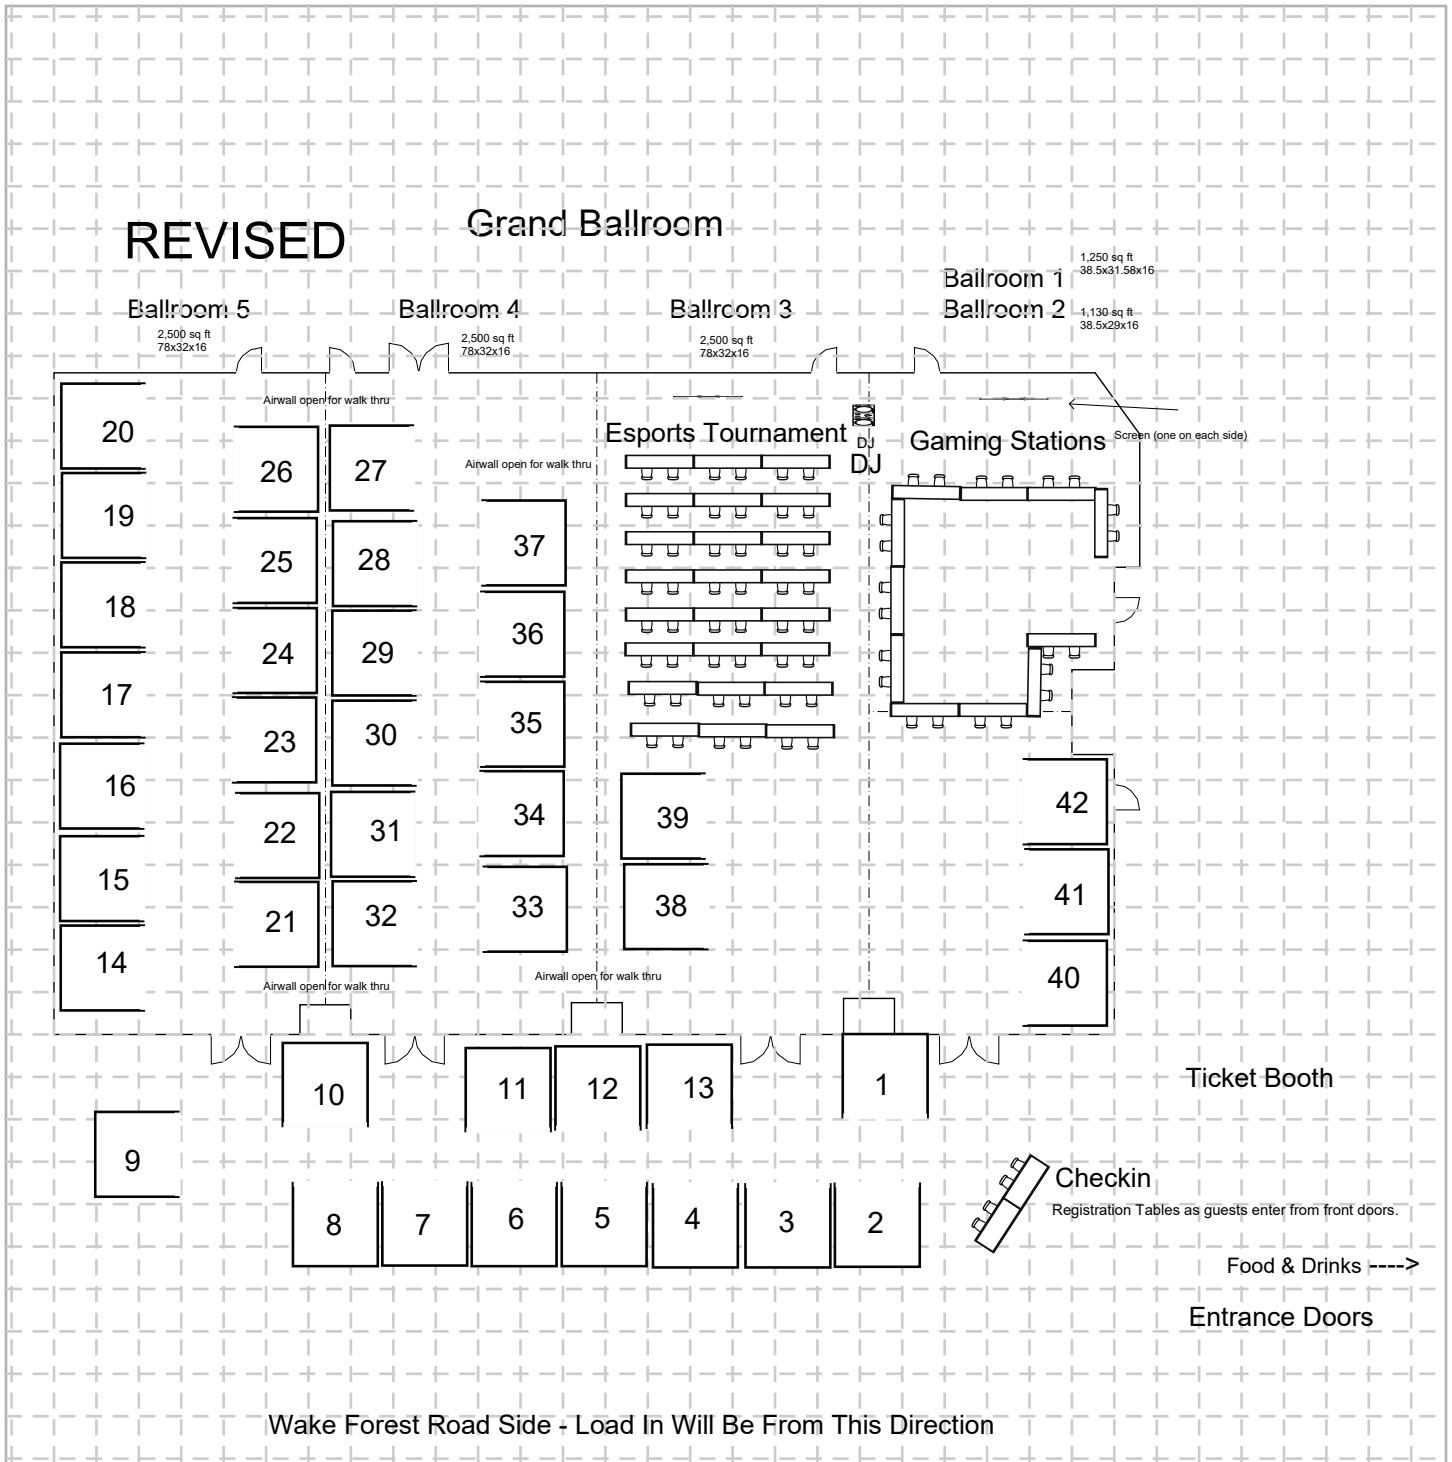 REVISED
Grand Ballroom
Ballroom 1
1,250 sq ft
38.5x31.58x16
Ballroom 5
Ballroom 4
Ballroom 3
Ballroom 2
1,130 sq ft
38.5x29x16
2,500 sq ft
78x32x16
2,500 sq ft
78x32x16
2,500 sq ft
78x32x16
Airwall open for walk thru
Esports Tournament
DJ
DJ
Gaming Stations
Screen (one on each side)
Airwall open for walk thru
20
26
27
19
37
25
28
18
36
24
29
17
35
23
30
16
34
39
42
22
31
15
33
38
41
21
32
14
40
Airwall open for walk thru
Airwall open for walk thru
10
11
12
13
1
Ticket Booth
9
Checkin
Registration Tables as guests enter from front doors.
8
7
6
5
4
3
2
Food & Drinks ---->
Entrance Doors
Wake Forest Road Side - Load In Will Be From This Direction